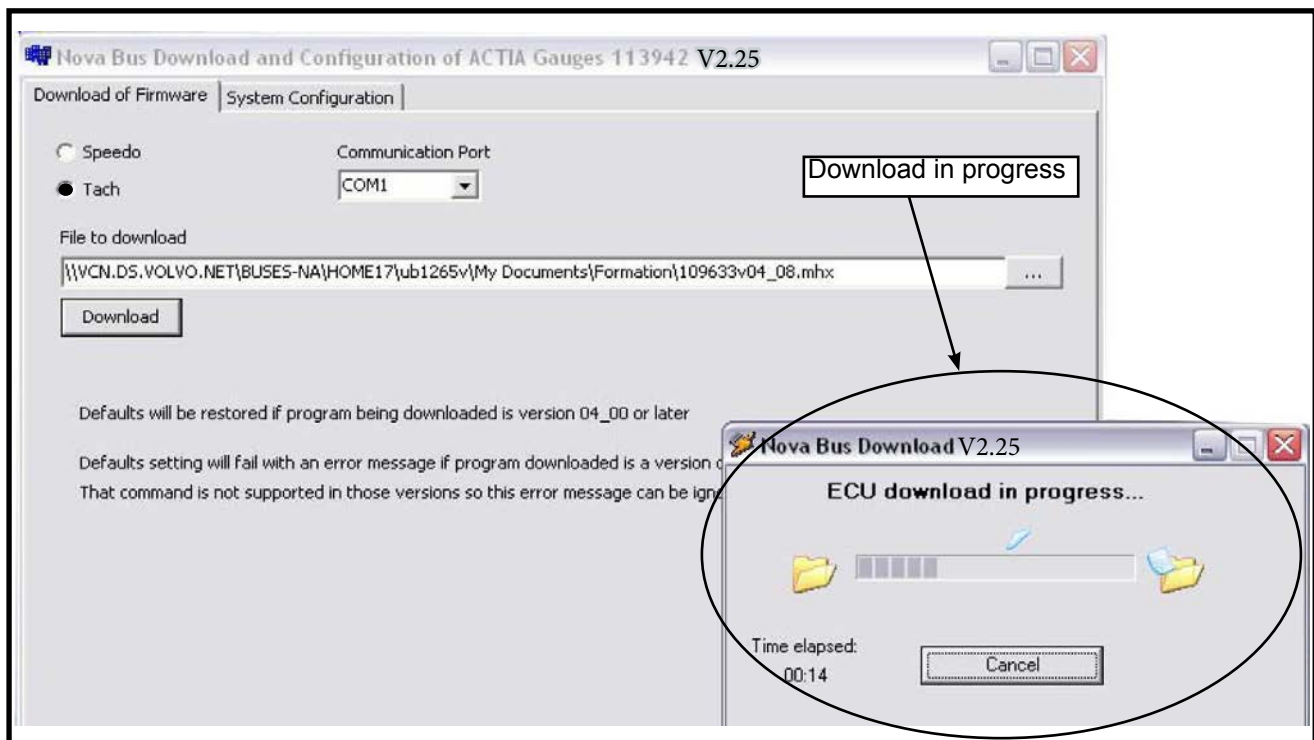 Nova Bus Download and Configuration of ACTIA Gauges 113942 V2.25
Download of Firmware System Configuration
Speedo
Communication Port
Tach
COM1
Download in progress
File to download
\\VCN.DS.VOLVO.NET\BUSES-NA\HOME17\ub1265v\My Documents\Formation\109633v04_08.mhx
...
Download
Defaults will be restored if program being downloaded is version 04_00 or later
Defaults setting will fail with an error message if program downloaded is a version
That command is not supported in those versions so this error message can be
Nova Bus Download V2.25
ECU download in progress...
Time elapsed:
00:14
Cancel